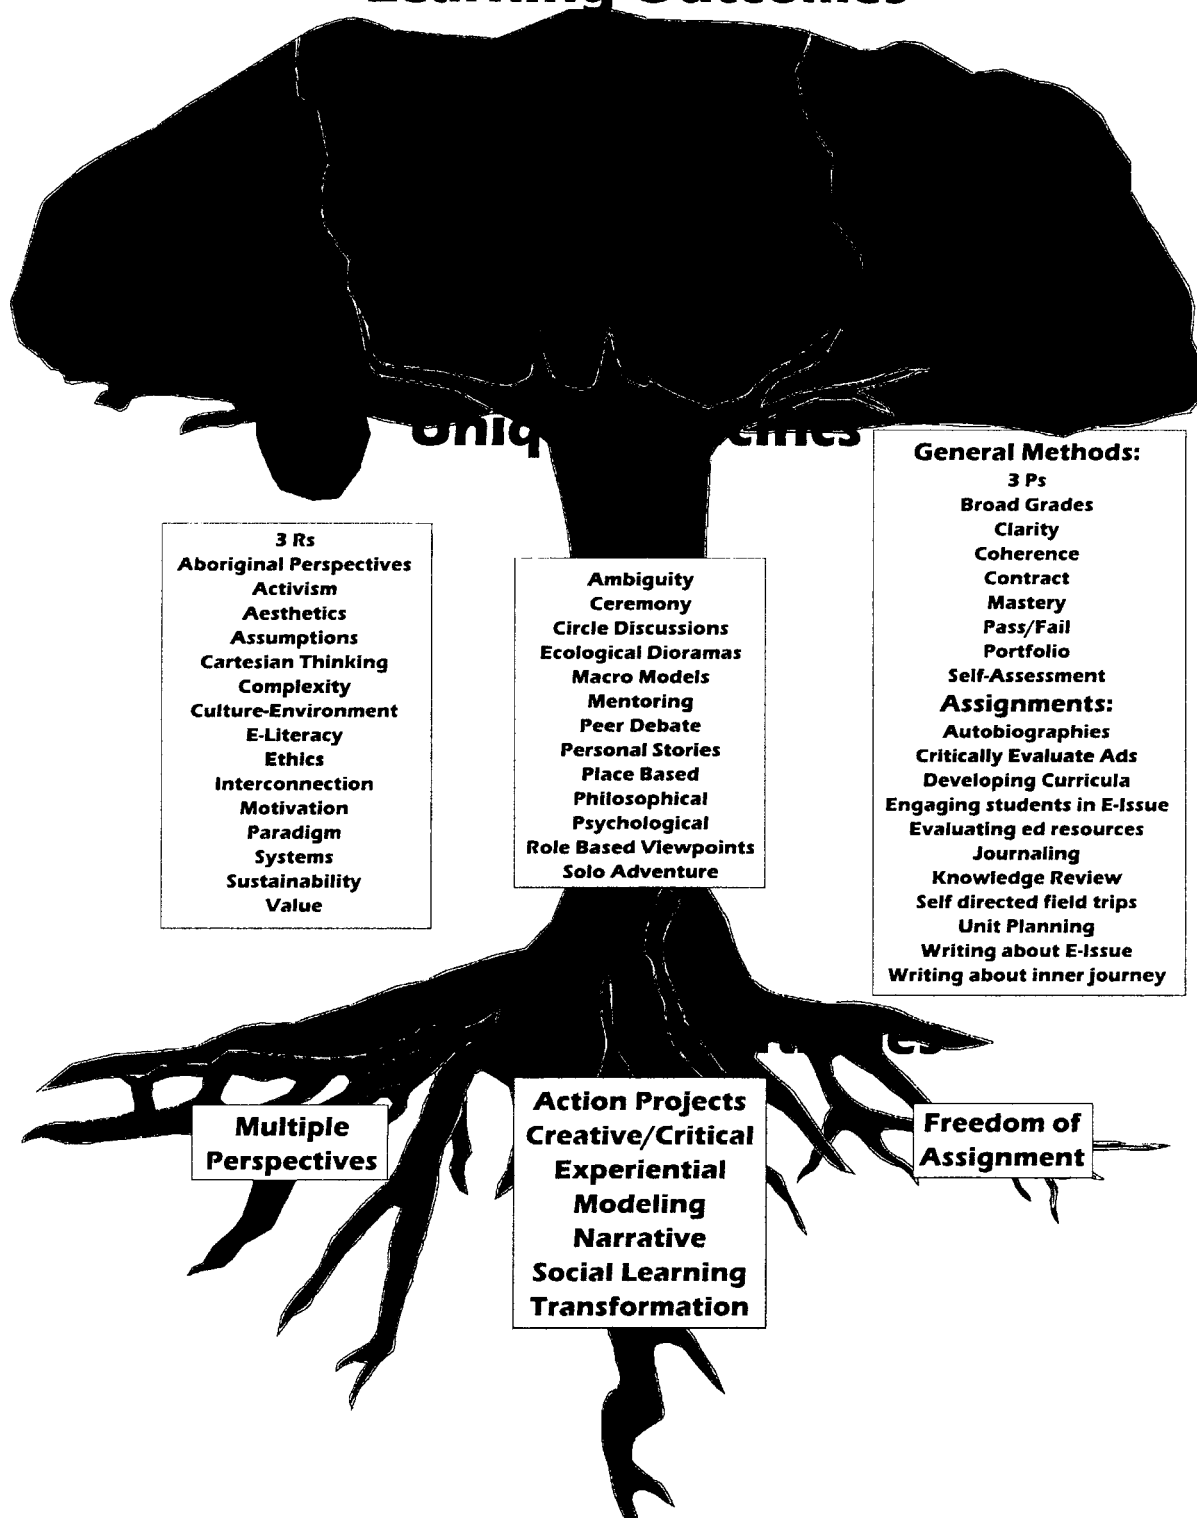 Learning Outcomes
3 Rs
Aboriginal Perspectives
Activism
Aesthetics
Assumptions
Cartesian Thinking
Complexity
Culture-Environment
E-Literacy
Ethics
Interconnection
Motivation
Paradigm
Systems
Sustainability
Value
Ambiguity
Ceremony
Circle Discussions
Ecological Dioramas
Macro Models
Mentoring
Peer Debate
Personal Stories
Place Based
Philosophical
Psychological
Role Based Viewpoints
Solo Adventure
General Methods:
3 Ps
Broad Grades
Clarity
Coherence
Contract
Mastery
Pass/Fail
Portfolio
Self-Assessment
Assignments:
Autobiographies
Critically Evaluate Ads
Developing Curricula
Engaging students in E-Issue
Evaluating ed resources
Journaling
Knowledge Review
Self directed field trips
Unit Planning
Writing about E-Issue
Writing about inner journey
Multiple
Perspectives
Action Projects
Creative/Critical
Experiential
Modeling
Narrative
Social Learning
Transformation
Freedom of
Assignment